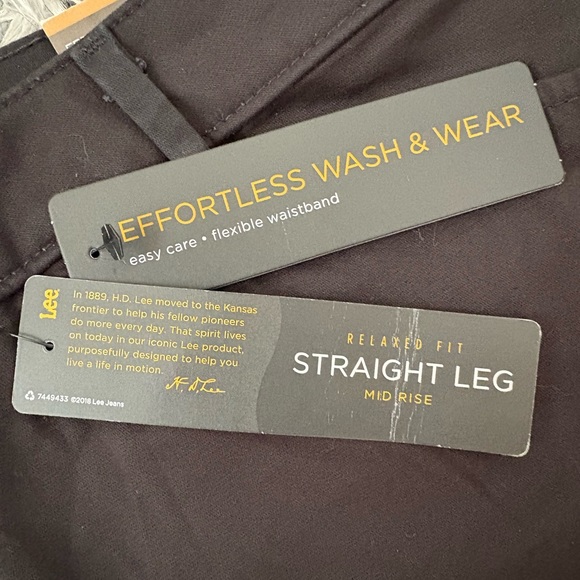 EFFORTLESS WASH & WEAR
easy care • flexible waistband
Lee
In 1889, H.D. Lee moved to the Kansas
frontier to help his fellow pioneers
do more every day. That spirit lives
on today in our iconic Lee product,
purposefully designed to help you
live a life in motion.
H. D. Lee
7449433 ©2018 Lee Jeans
RELAXED FIT
STRAIGHT LEG
MID RISE